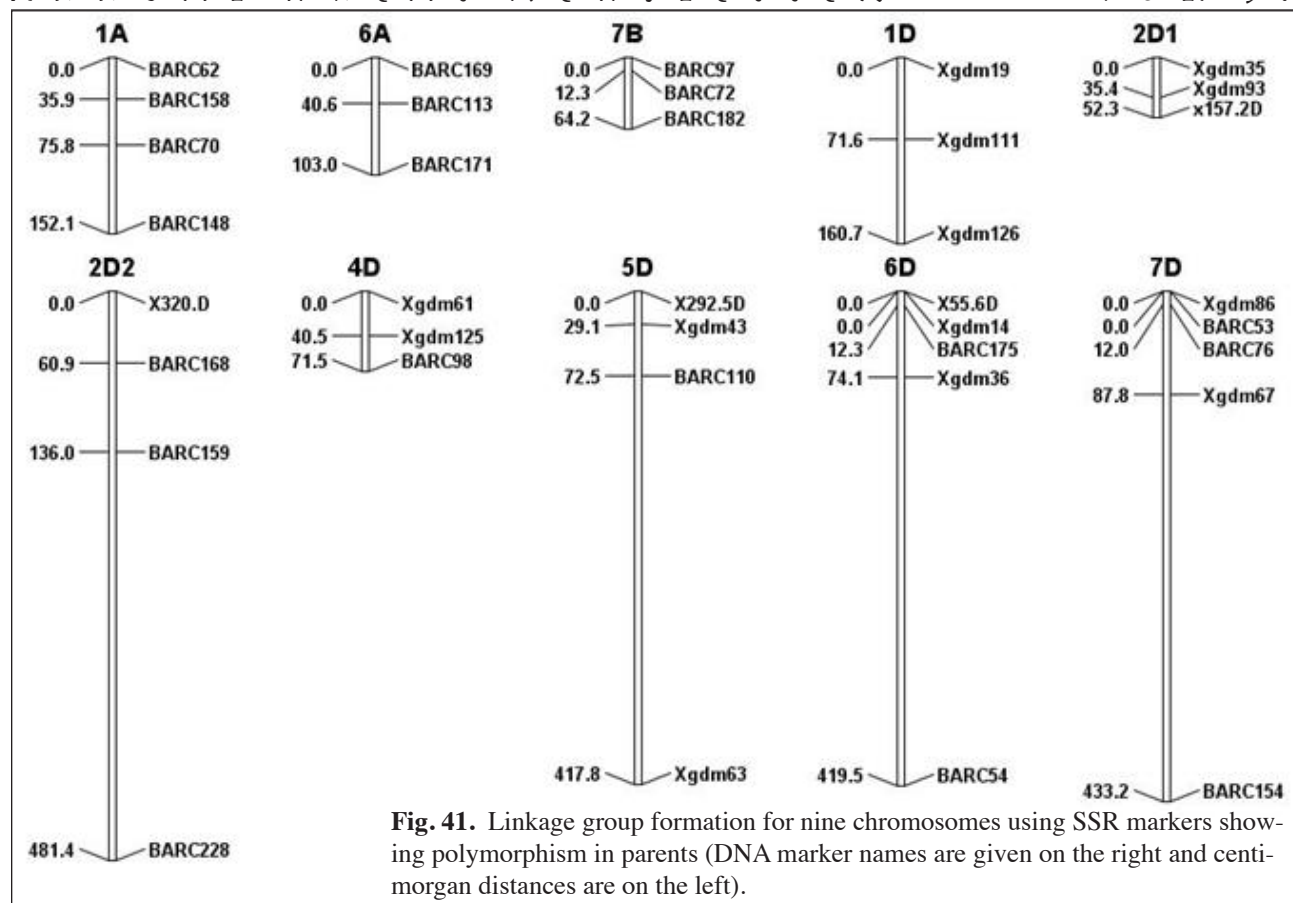 1A
0.0 BARC62
35.9 BARC158
75.8 BARC70
152.1 BARC148
6A
0.0 BARC169
40.6 BARC113
103.0 BARC171
7B
0.0 BARC97
12.3 BARC72
64.2 BARC182
1D
0.0 Xgdm19
71.6 Xgdm111
160.7 Xgdm126
2D1
0.0 Xgdm35
35.4 Xgdm93
52.3 x157.2D
2D2
0.0 X320.D
60.9 BARC168
136.0 BARC159
481.4 BARC228
4D
0.0 Xgdm61
40.5 Xgdm125
71.5 BARC98
5D
0.0 X292.5D
29.1 Xgdm43
72.5 BARC110
417.8 Xgdm63
6D
0.0 X55.6D
0.0 Xgdm14
12.3 BARC175
74.1 Xgdm36
419.5 BARC54
7D
0.0 Xgdm86
0.0 BARC53
12.0 BARC76
87.8 Xgdm67
433.2 BARC154
Fig. 41. Linkage group formation for nine chromosomes using SSR markers show-
ing polymorphism in parents (DNA marker names are given on the right and centi-
morgan distances are on the left).